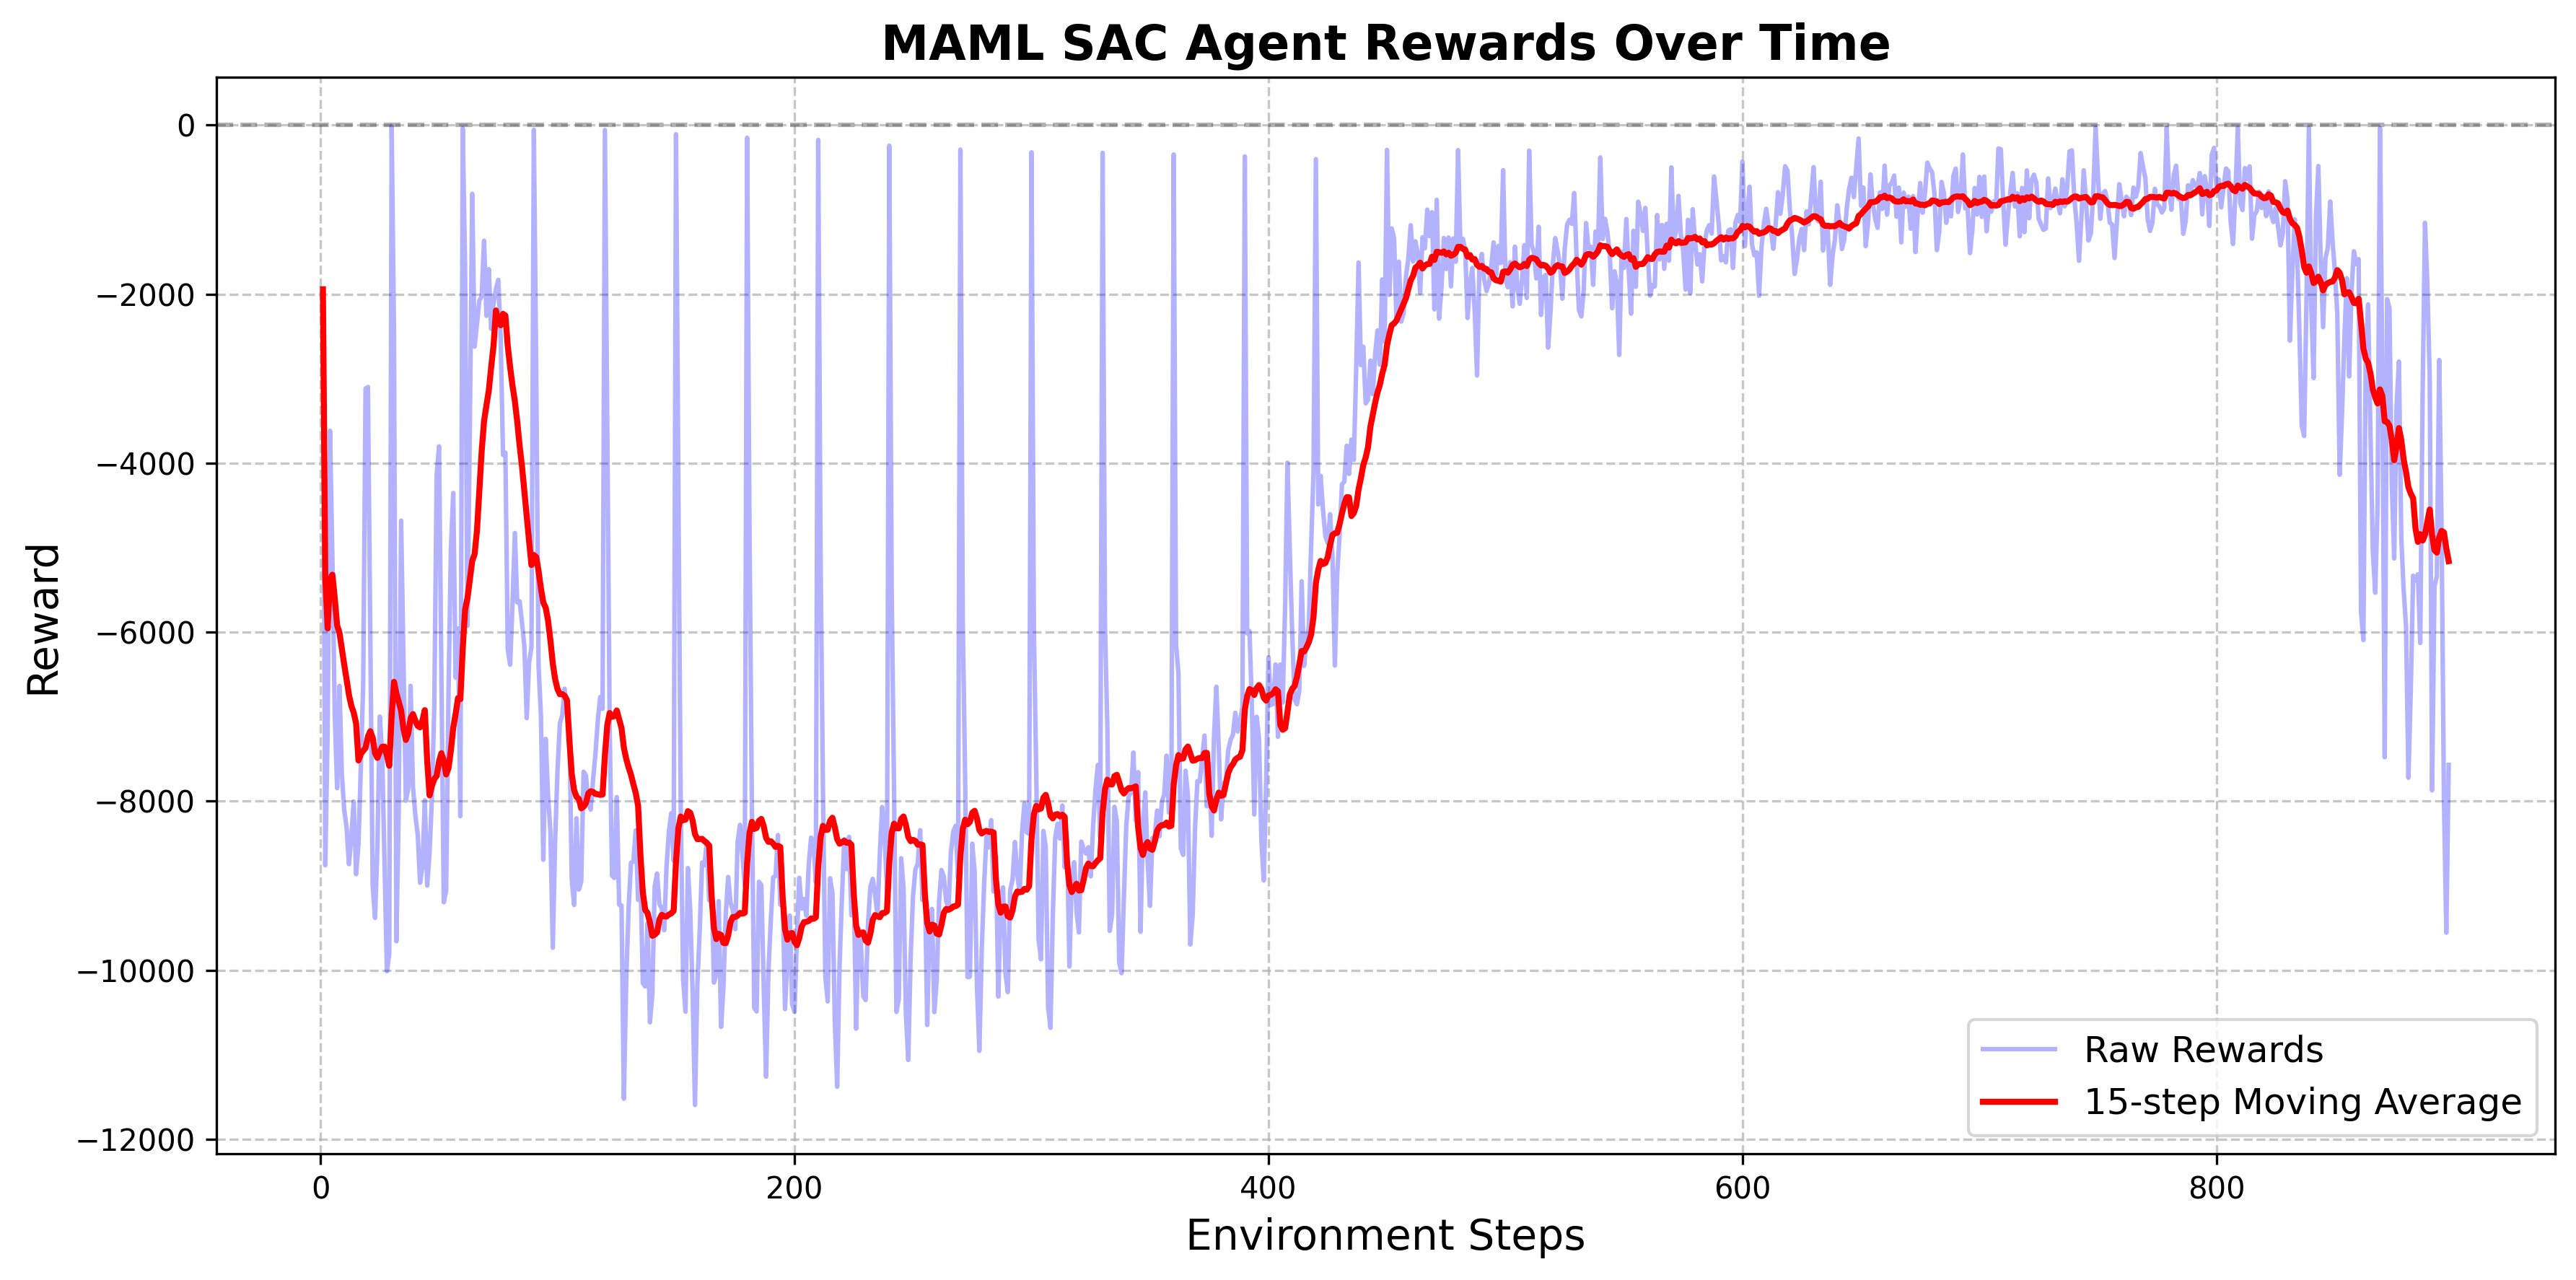 MAML SAC Agent Rewards Over Time
Reward
0
−2000
−4000
−6000
−8000
−10000
−12000
0
200
400
600
800
Environment Steps
Raw Rewards
15-step Moving Average